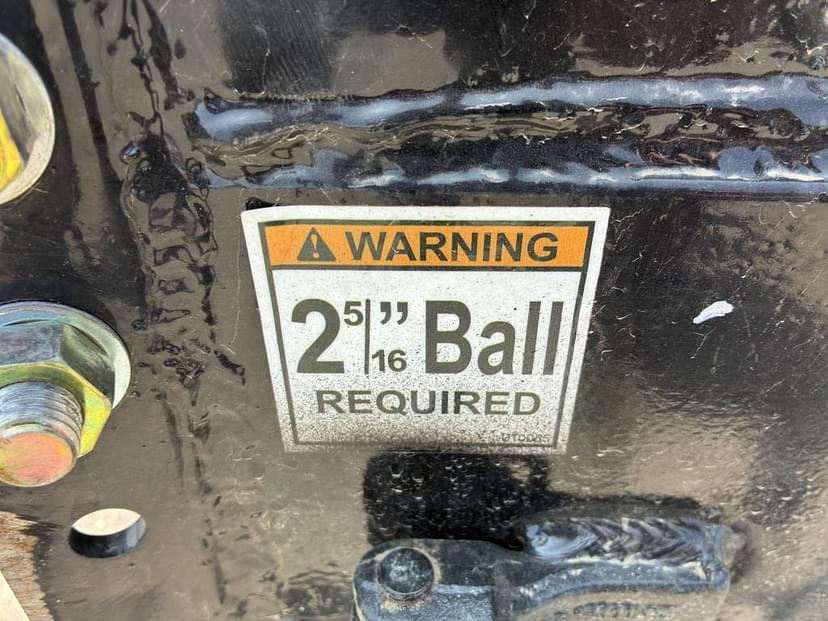 WARNING
2 5/16" Ball
REQUIRED